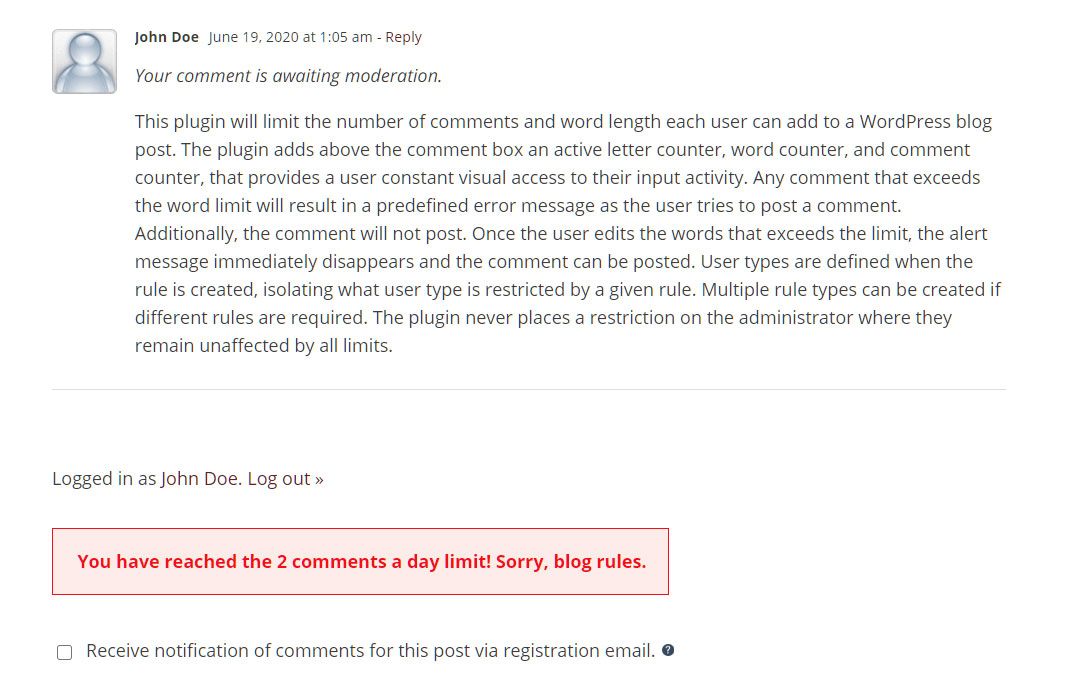 John Doe June 19, 2020 at 1:05 am - Reply
Your comment is awaiting moderation.
This plugin will limit the number of comments and word length each user can add to a WordPress blog
post. The plugin adds above the comment box an active letter counter, word counter, and comment
counter, that provides a user constant visual access to their input activity. Any comment that exceeds
the word limit will result in a predefined error message as the user tries to post a comment.
Additionally, the comment will not post. Once the user edits the words that exceeds the limit, the alert
message immediately disappears and the comment can be posted. User types are defined when the
rule is created, isolating what user type is restricted by a given rule. Multiple rule types can be created if
different rules are required. The plugin never places a restriction on the administrator where they
remain unaffected by all limits.
Logged in as John Doe. Log out »
You have reached the 2 comments a day limit! Sorry, blog rules.
Receive notification of comments for this post via registration email. ?